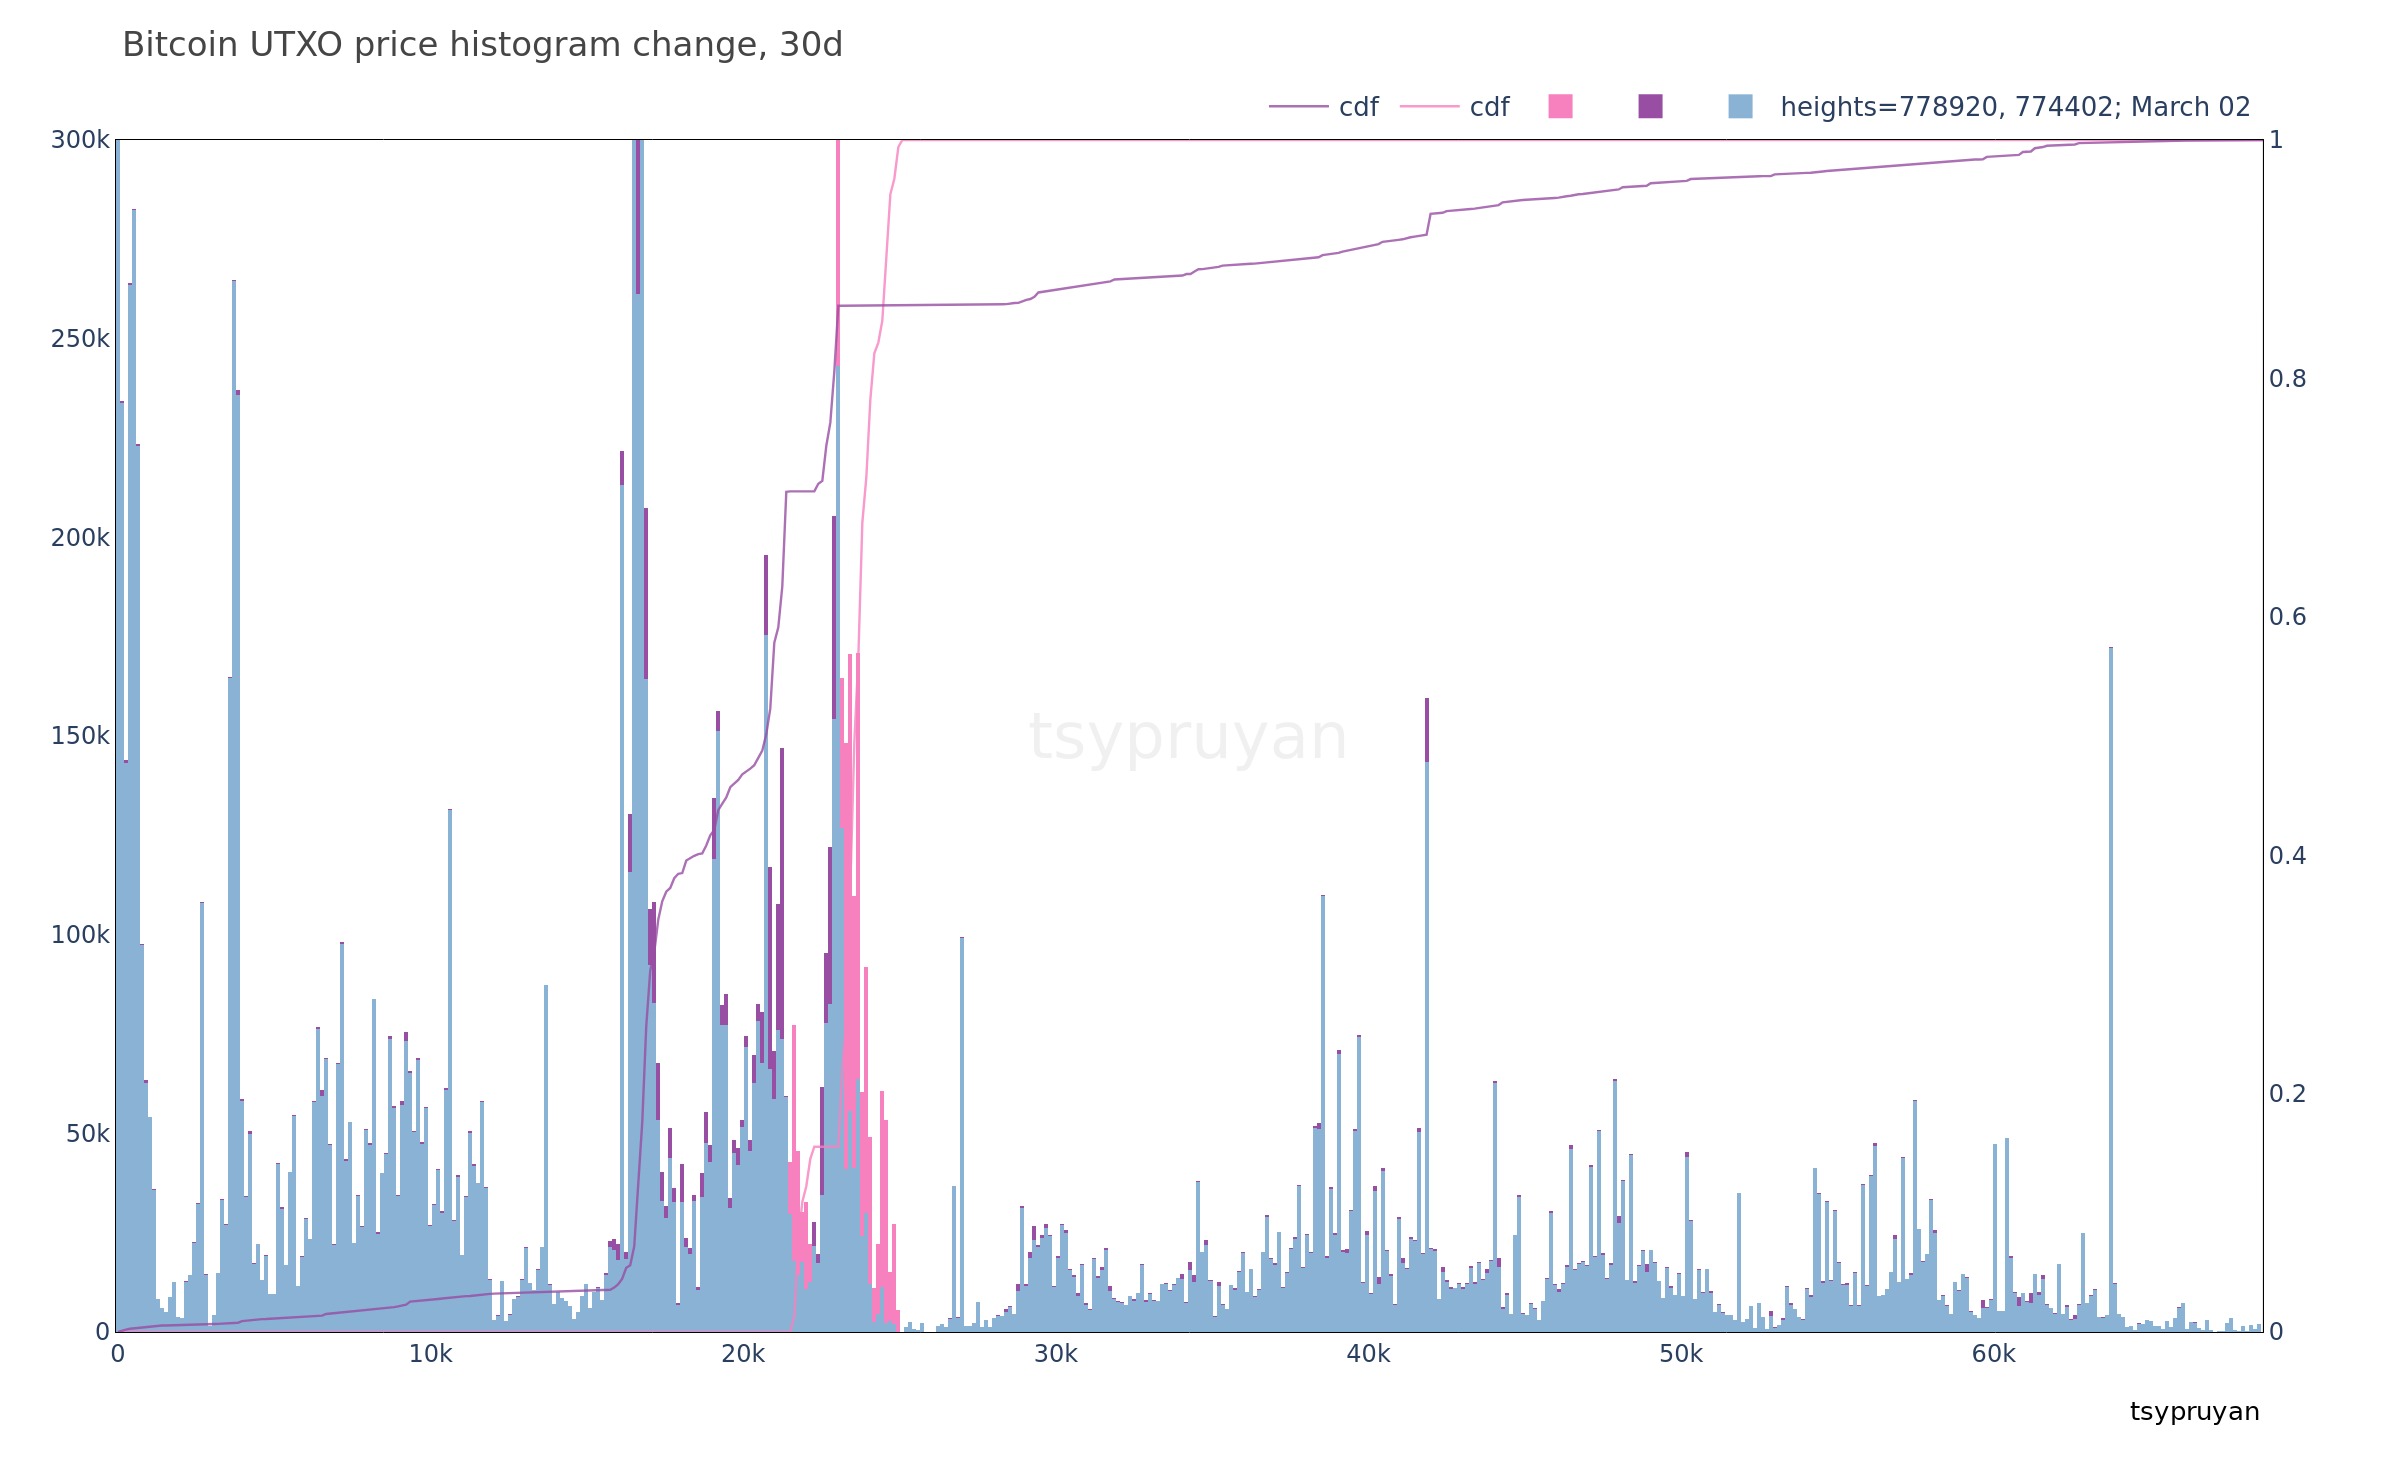 Bitcoin UTXO price histogram change, 30d
cdf cdf heights=778920, 774402; March 02
300k
250k
200k
150k
100k
50k
0
1
0.8
0.6
0.4
0.2
0
tsypruyan
0 10k 20k 30k 40k 50k 60k
tsypruyan